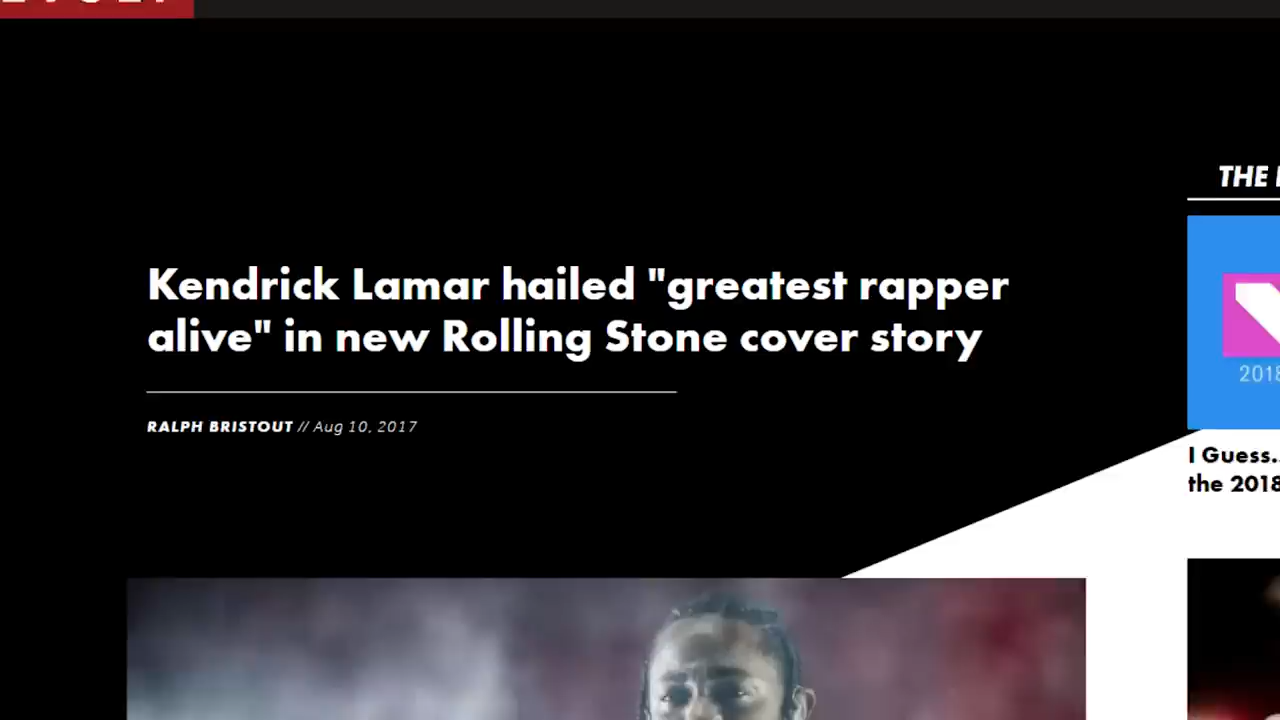 THE
Kendrick Lamar hailed "greatest rapper
alive" in new Rolling Stone cover story
RALPH BRISTOUT // Aug 10, 2017
2018
I Guess..
the 2018